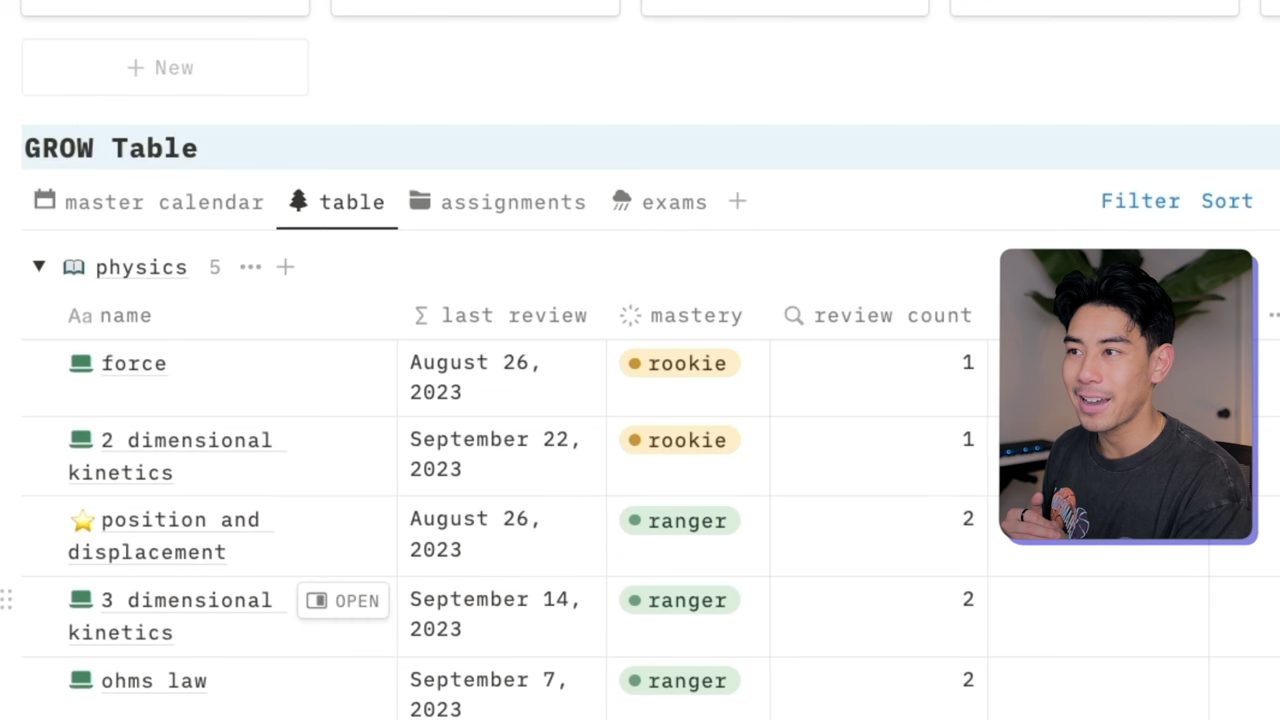 + New
GROW Table
master calendar table assignments exams + Filter Sort
physics 5 ... +
Aa name Σ last review mastery review count
force August 26, 2023 rookie 1
2 dimensional kinetics September 22, 2023 rookie 1
position and displacement August 26, 2023 ranger 2
3 dimensional kinetics OPEN September 14, 2023 ranger 2
ohms law September 7, 2023 ranger 2